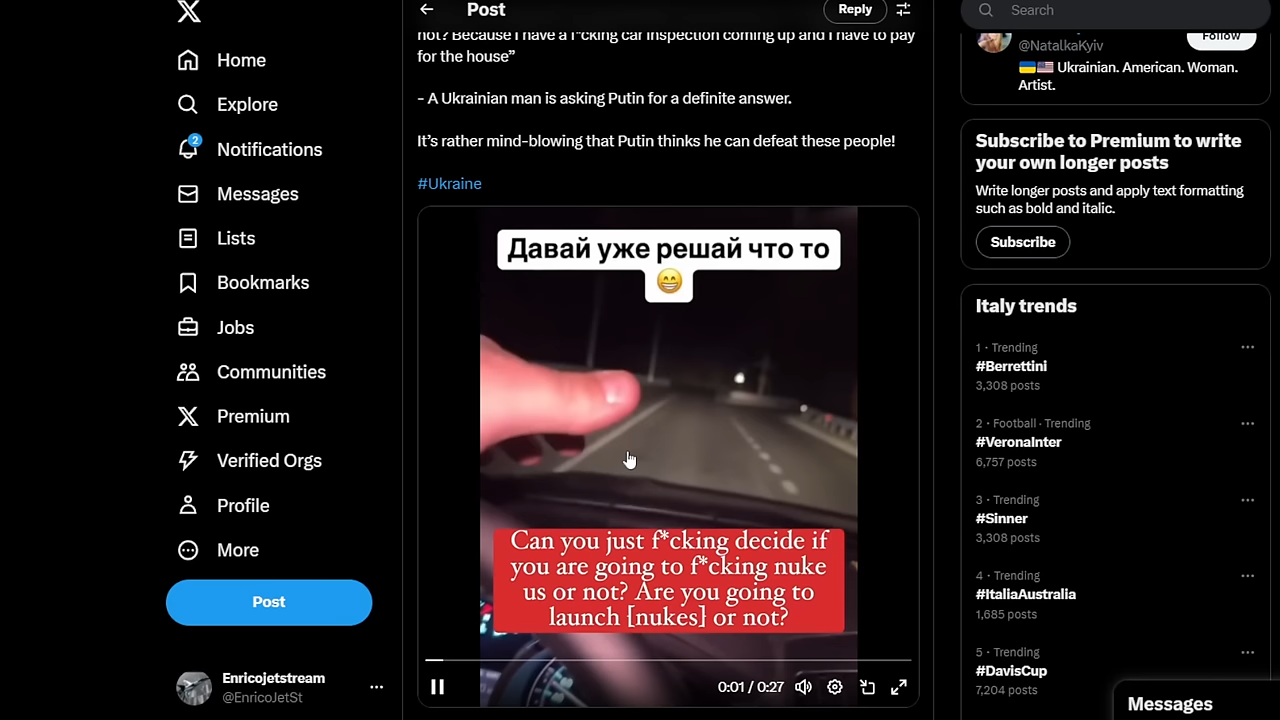 Post
Reply
Search
not? Because I have a f*cking car inspection coming up and I have to pay
for the house”
- A Ukrainian man is asking Putin for a definite answer.
It’s rather mind-blowing that Putin thinks he can defeat these people!
#Ukraine
Home
Explore
2
Notifications
Messages
Lists
Bookmarks
Jobs
Communities
Premium
Verified Orgs
Profile
More
Post
Enricojetstream
@EnricoJetSt
Давай уже решай что то
Can you just f*cking decide if
you are going to f*cking nuke
us or not? Are you going to
launch [nukes] or not?
0:01 / 0:27
@NatalkaKyiv
Follow
Ukrainian. American. Woman.
Artist.
Subscribe to Premium to write
your own longer posts
Write longer posts and apply text formatting
such as bold and italic.
Subscribe
Italy trends
1 · Trending
#Berrettini
3,308 posts
2 · Football · Trending
#VeronaInter
6,757 posts
3 · Trending
#Sinner
3,308 posts
4 · Trending
#ItaliaAustralia
1,685 posts
5 · Trending
#DavisCup
7,204 posts
Messages